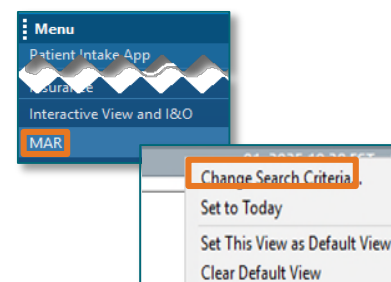 Menu
Patient Intake App
Insurance
Interactive View and I&O
MAR
Change Search Criteria...
Set to Today
Set This View as Default View
Clear Default View